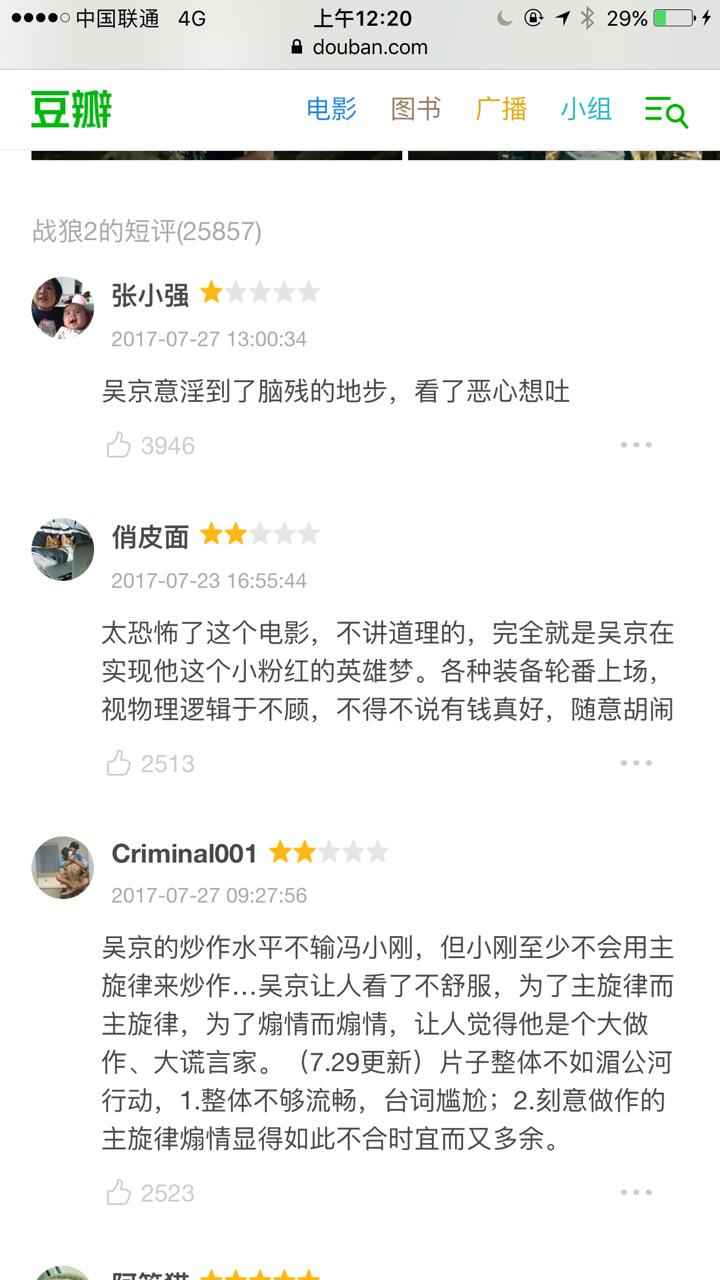 中国联通 4G 上午12:20 29%
douban.com
豆瓣 电影 图书 广播 小组
战狼2的短评(25857)
张小强
2017-07-27 13:00:34
吴京意淫到了脑残的地步，看了恶心想吐
3946
俏皮面
2017-07-23 16:55:44
太恐怖了这个电影，不讲道理的，完全就是吴京在
实现他这个小粉红的英雄梦。各种装备轮番上场，
视物理逻辑于不顾，不得不说有钱真好，随意胡闹
2513
Criminal001
2017-07-27 09:27:56
吴京的炒作水平不输冯小刚，但小刚至少不会用主
旋律来炒作…吴京让人看了不舒服，为了主旋律而
主旋律，为了煽情而煽情，让人觉得他是个大做
作、大谎言家。（7.29更新）片子整体不如湄公河
行动，1.整体不够流畅，台词尴尬；2.刻意做作的
主旋律煽情显得如此不合时宜而又多余。
2523